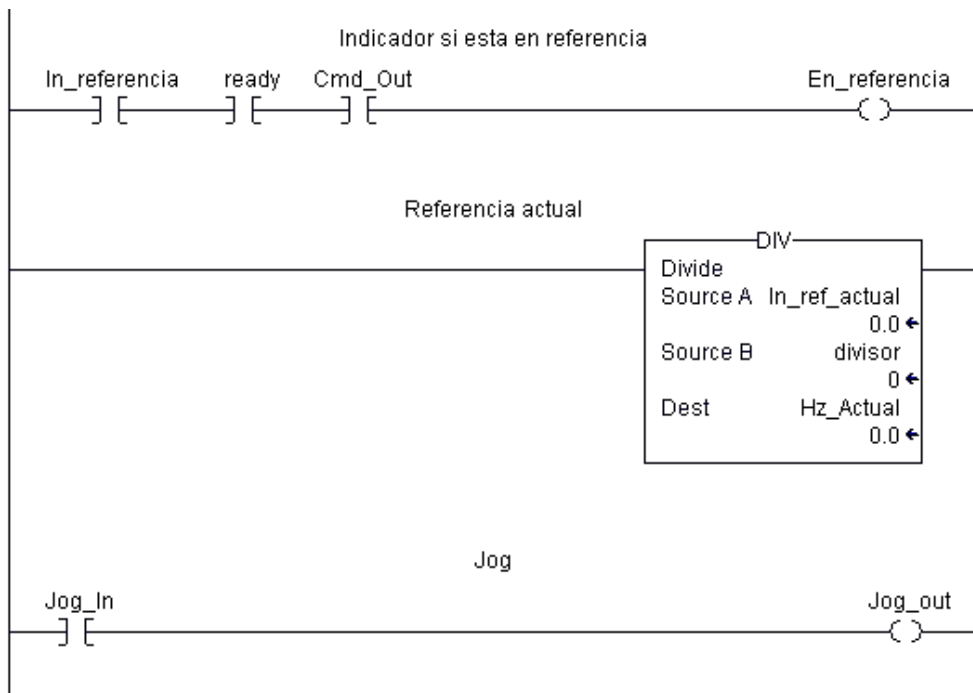 Indicador si esta en referencia
In_referencia ready Cmd_Out En_referencia
Referencia actual
DIV
Divide
Source A In_ref_actual
0.0
Source B divisor
0
Dest Hz_Actual
0.0
Jog
Jog_In Jog_out